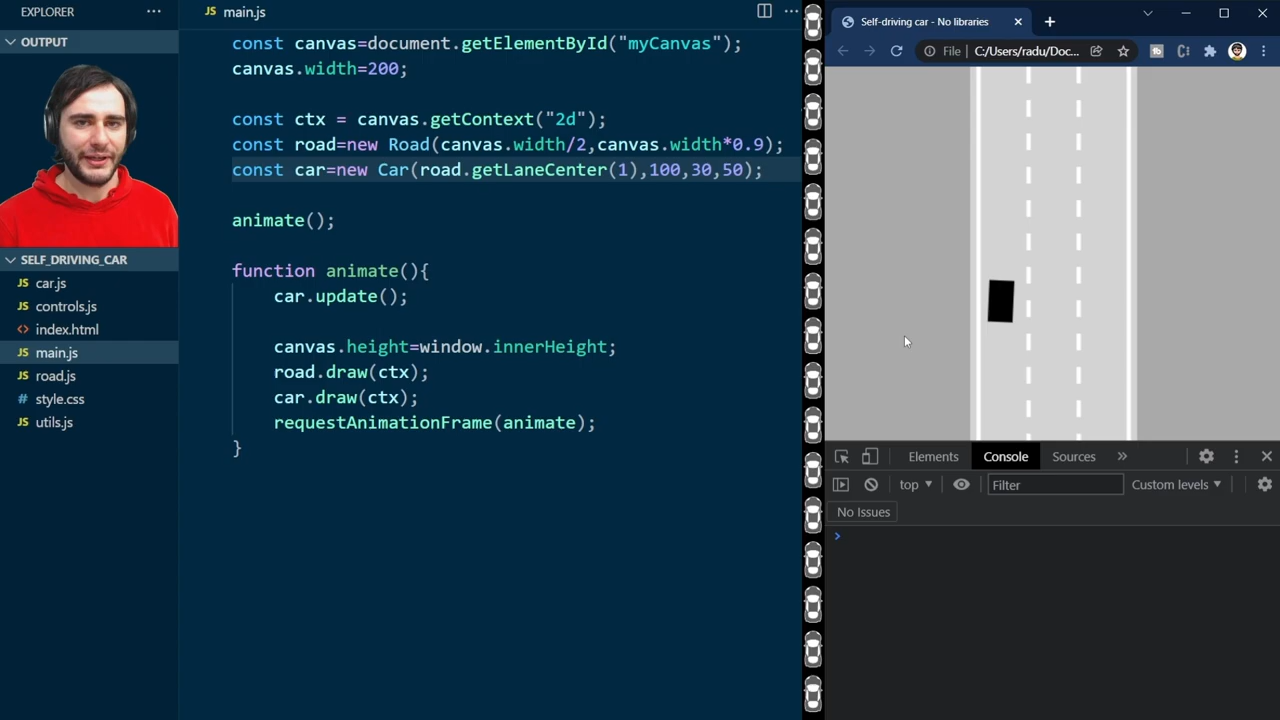 EXPLORER
OUTPUT
SELF_DRIVING_CAR
JS car.js
JS controls.js
<> index.html
JS main.js
JS road.js
# style.css
JS utils.js
JS main.js
const canvas=document.getElementById("myCanvas");
canvas.width=200;
const ctx = canvas.getContext("2d");
const road=new Road(canvas.width/2,canvas.width*0.9);
const car=new Car(road.getLaneCenter(1),100,30,50);
animate();
function animate(){
car.update();
canvas.height=window.innerHeight;
road.draw(ctx);
car.draw(ctx);
requestAnimationFrame(animate);
}
Self-driving car - No libraries
File C:/Users/radu/Doc...
Elements Console Sources
top Filter Custom levels
No Issues